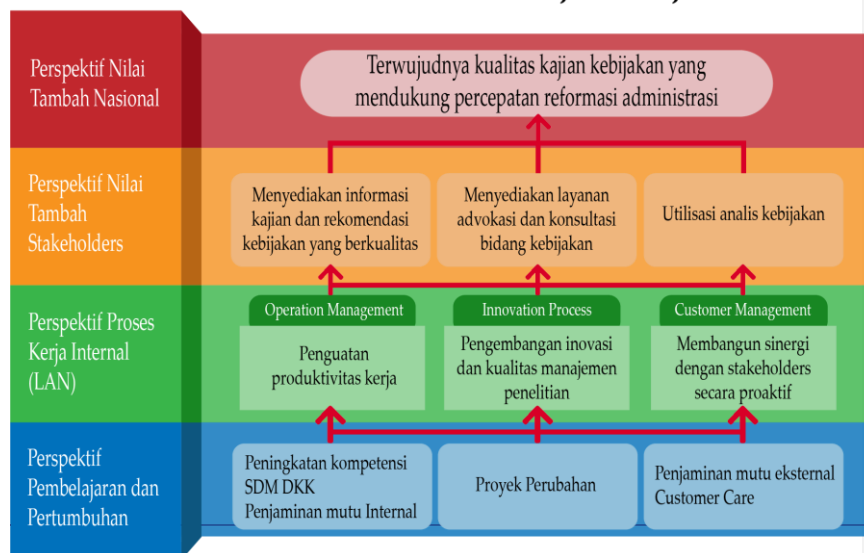 Perspektif Nilai
Tambah Nasional
Terwujudnya kualitas kajian kebijakan yang
mendukung percepatan reformasi administrasi
Perspektif Nilai
Tambah
Stakeholders
Menyediakan informasi
kajian dan rekomendasi
kebijakan yang berkualitas
Menyediakan layanan
advokasi dan konsultasi
bidang kebijakan
Utilisasi analis kebijakan
Perspektif Proses
Kerja Internal
(LAN)
Operation Management
Penguatan
produktivitas kerja
Innovation Process
Pengembangan inovasi
dan kualitas manajemen
penelitian
Customer Management
Membangun sinergi
dengan stakeholders
secara proaktif
Perspektif
Pembelajaran dan
Pertumbuhan
Peningkatan kompetensi
SDM DKK
Penjaminan mutu Internal
Proyek Perubahan
Penjaminan mutu eksternal
Customer Care